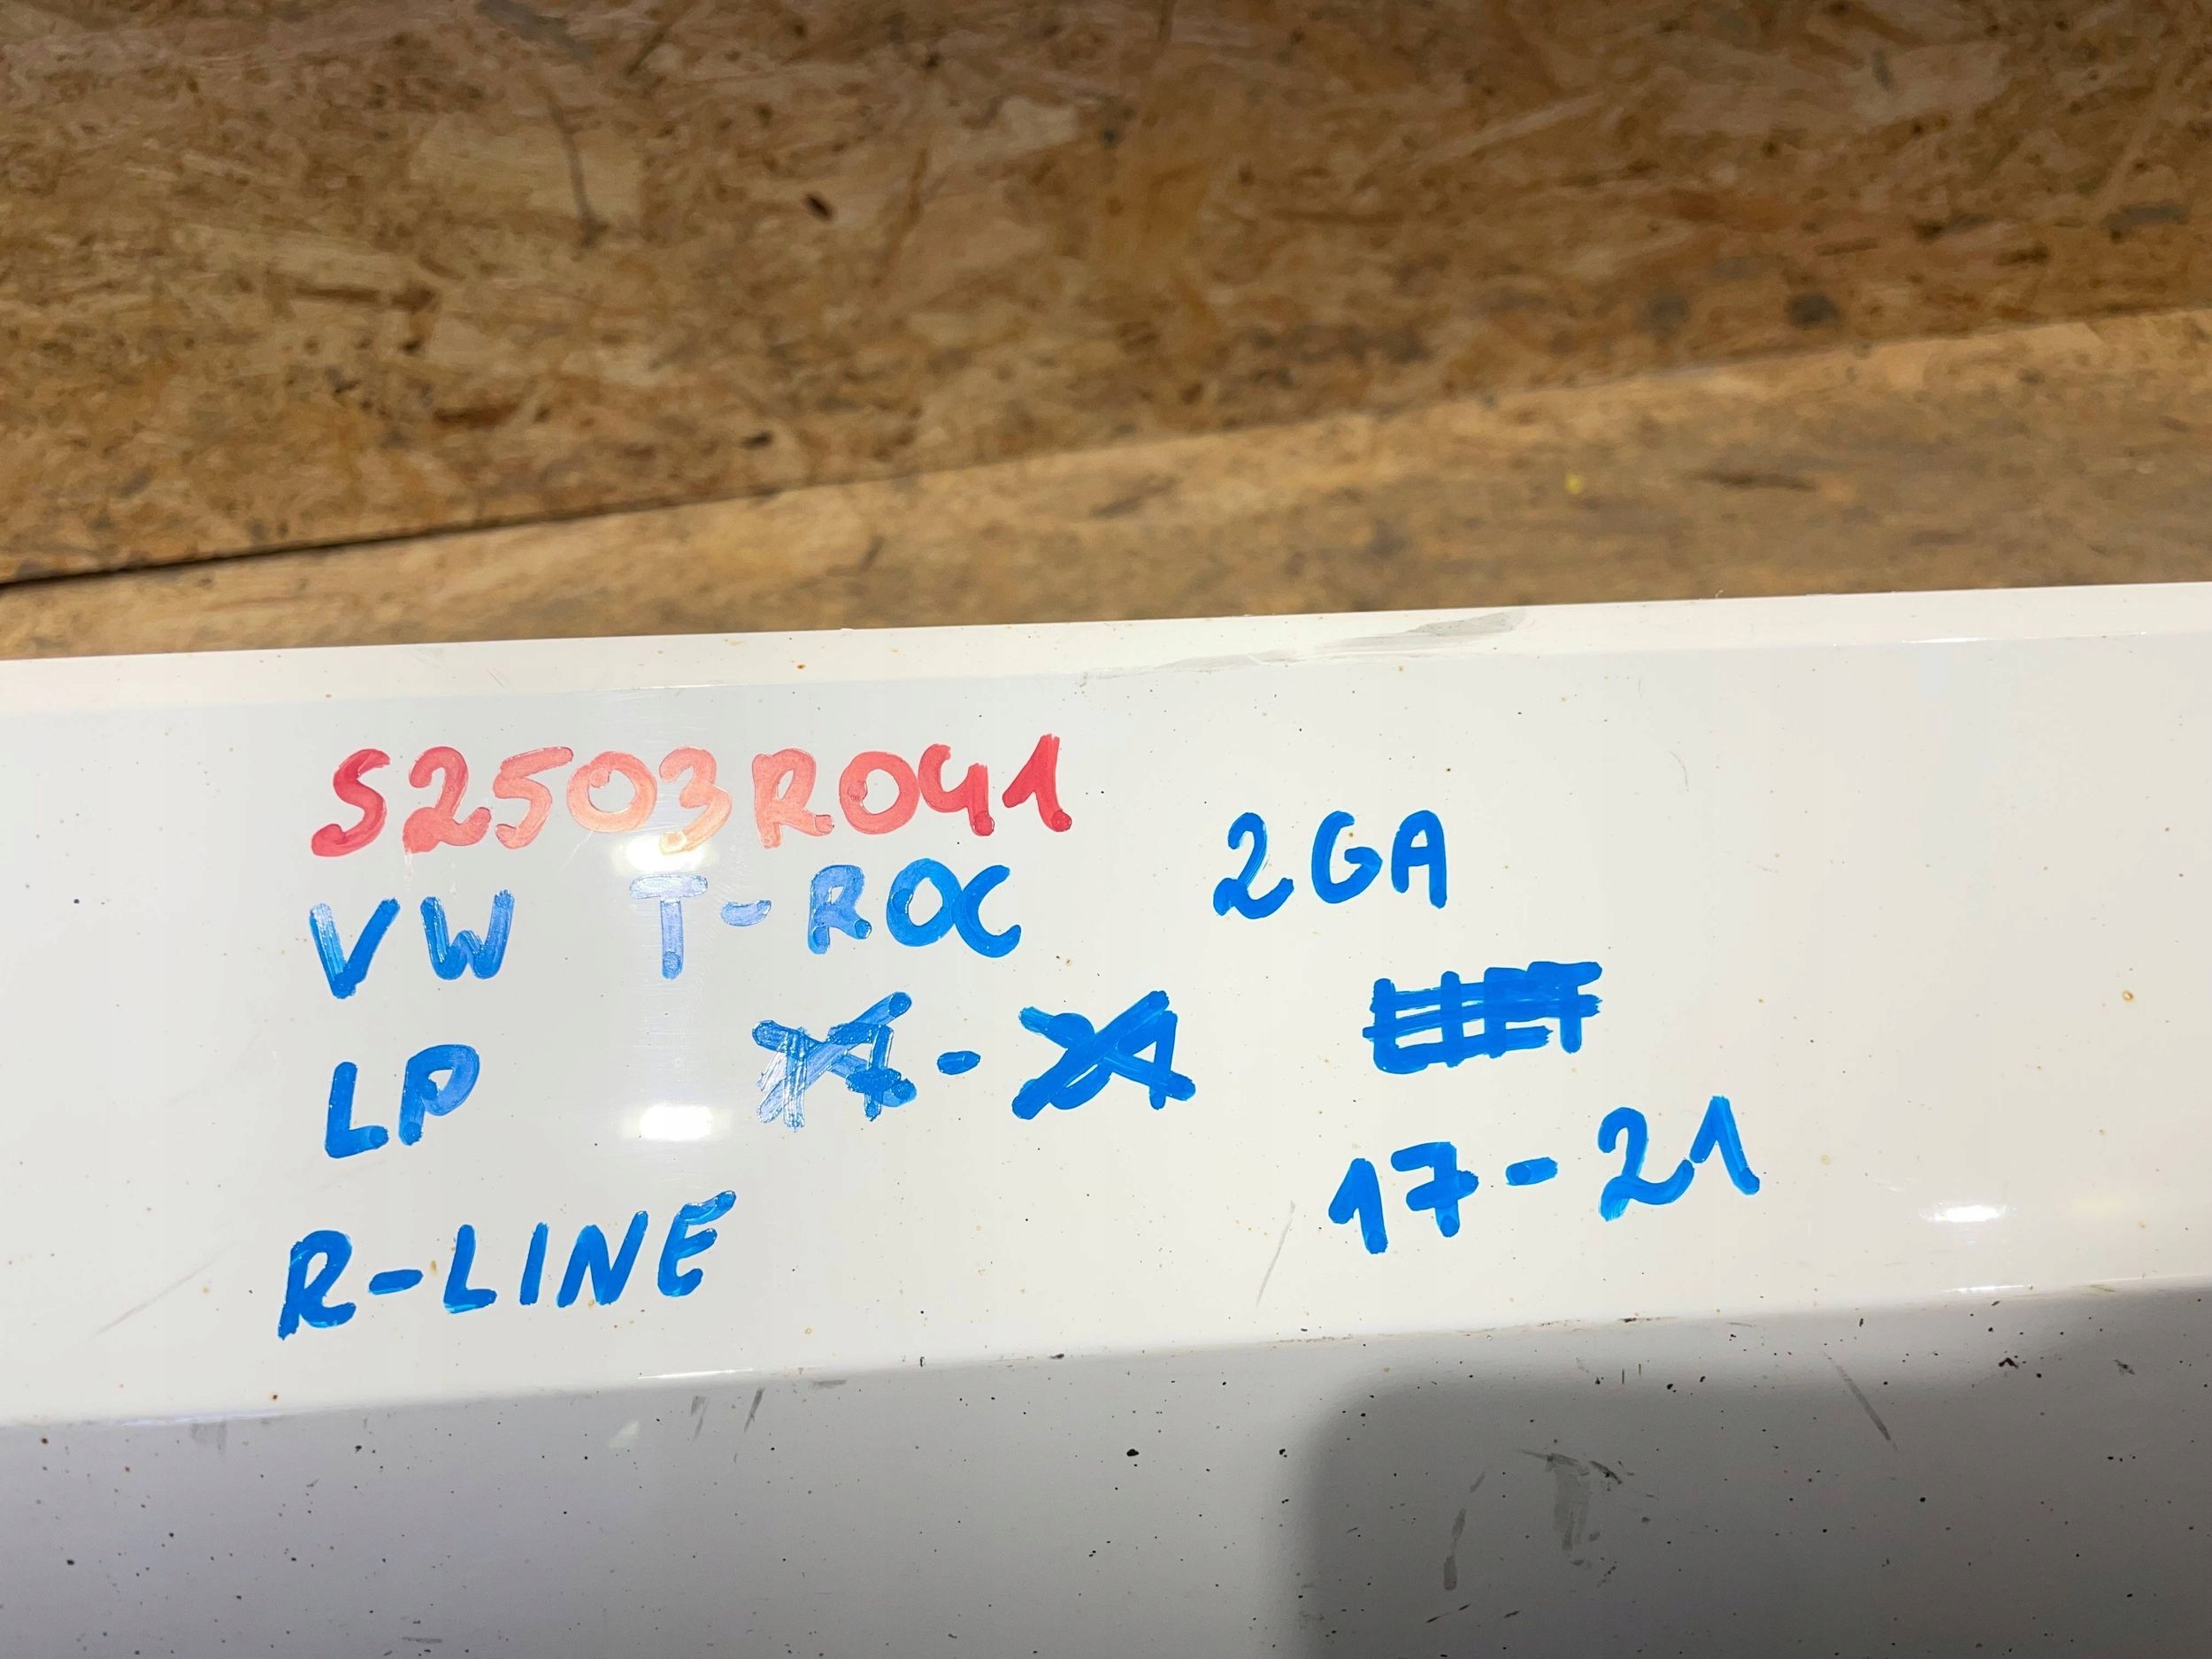 S2503R041
VW T-ROC 2GA
LP
17-21
R-LINE